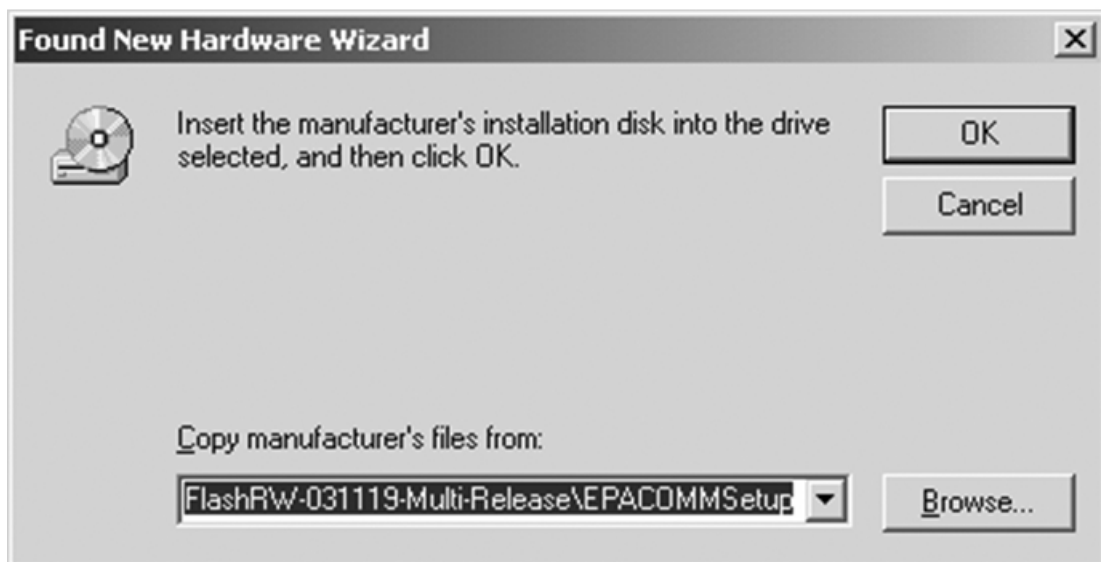 Found New Hardware Wizard
Insert the manufacturer's installation disk into the drive
selected, and then click OK.
OK
Cancel
Copy manufacturer's files from:
FlashRW-031119-Multi-Release\EPACOMMSetup
Browse...